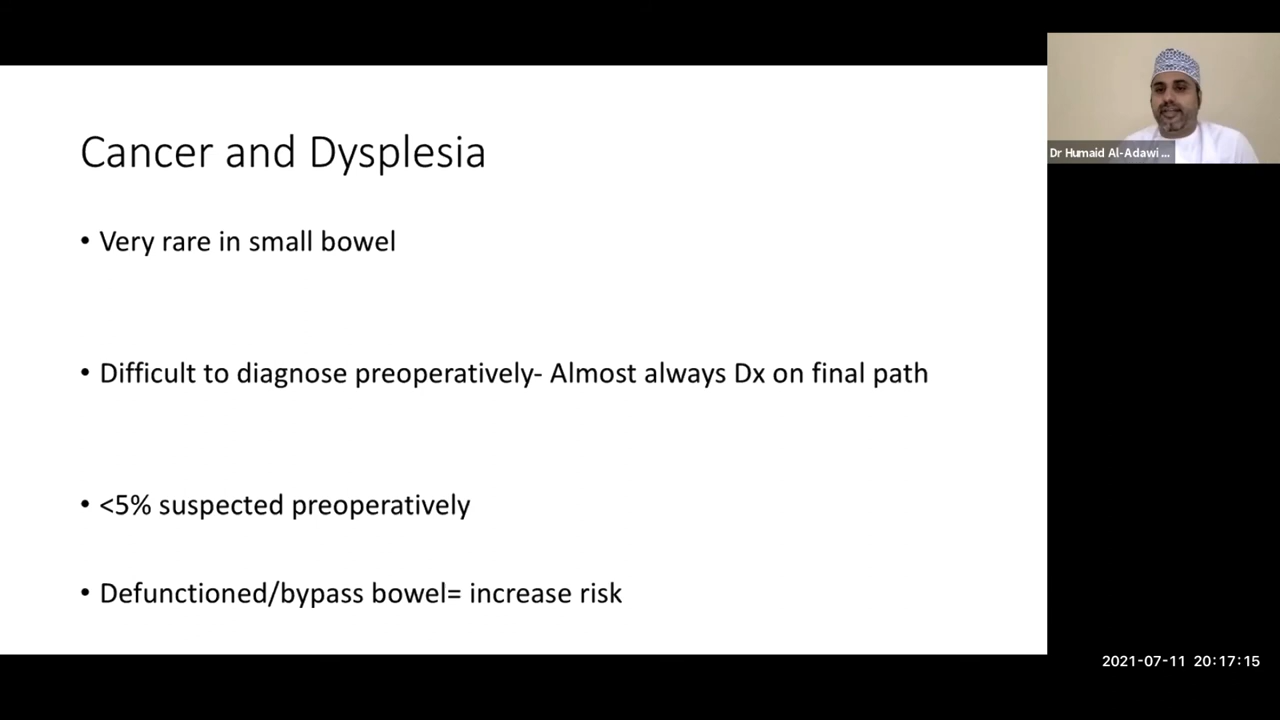 Cancer and Dysplesia
• Very rare in small bowel
• Difficult to diagnose preoperatively- Almost always Dx on final path
• <5% suspected preoperatively
• Defunctioned/bypass bowel= increase risk
Dr Humaid Al-Adawi ...
2021-07-11 20:17:15